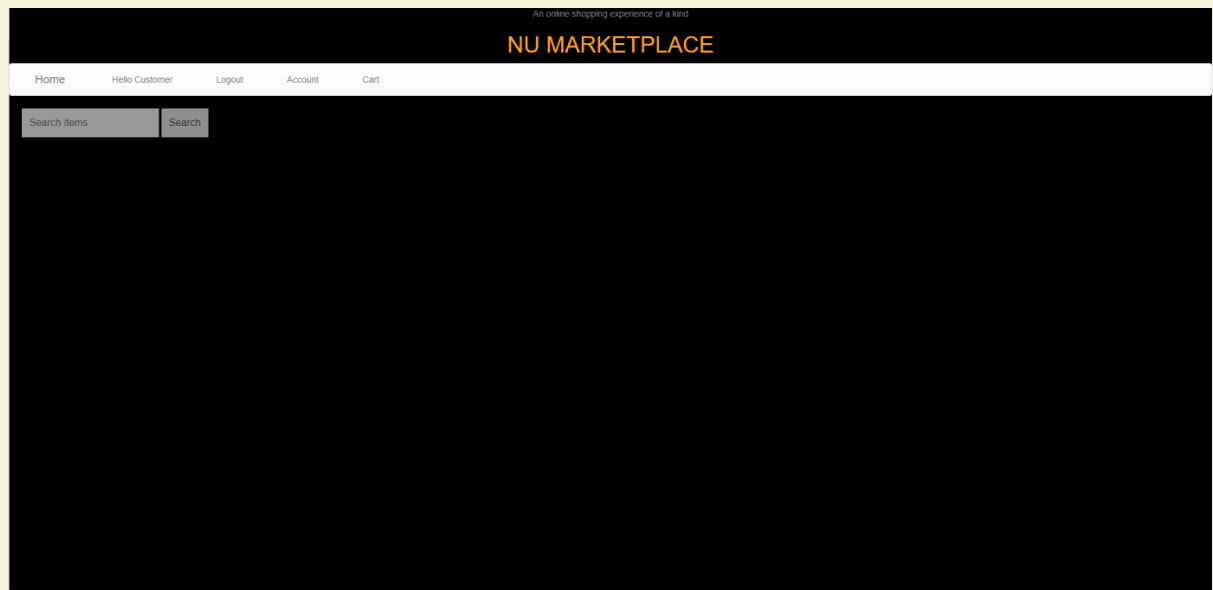 An online shopping experience of a kind
NU MARKETPLACE
Home Hello Customer Logout Account Cart
Search items Search